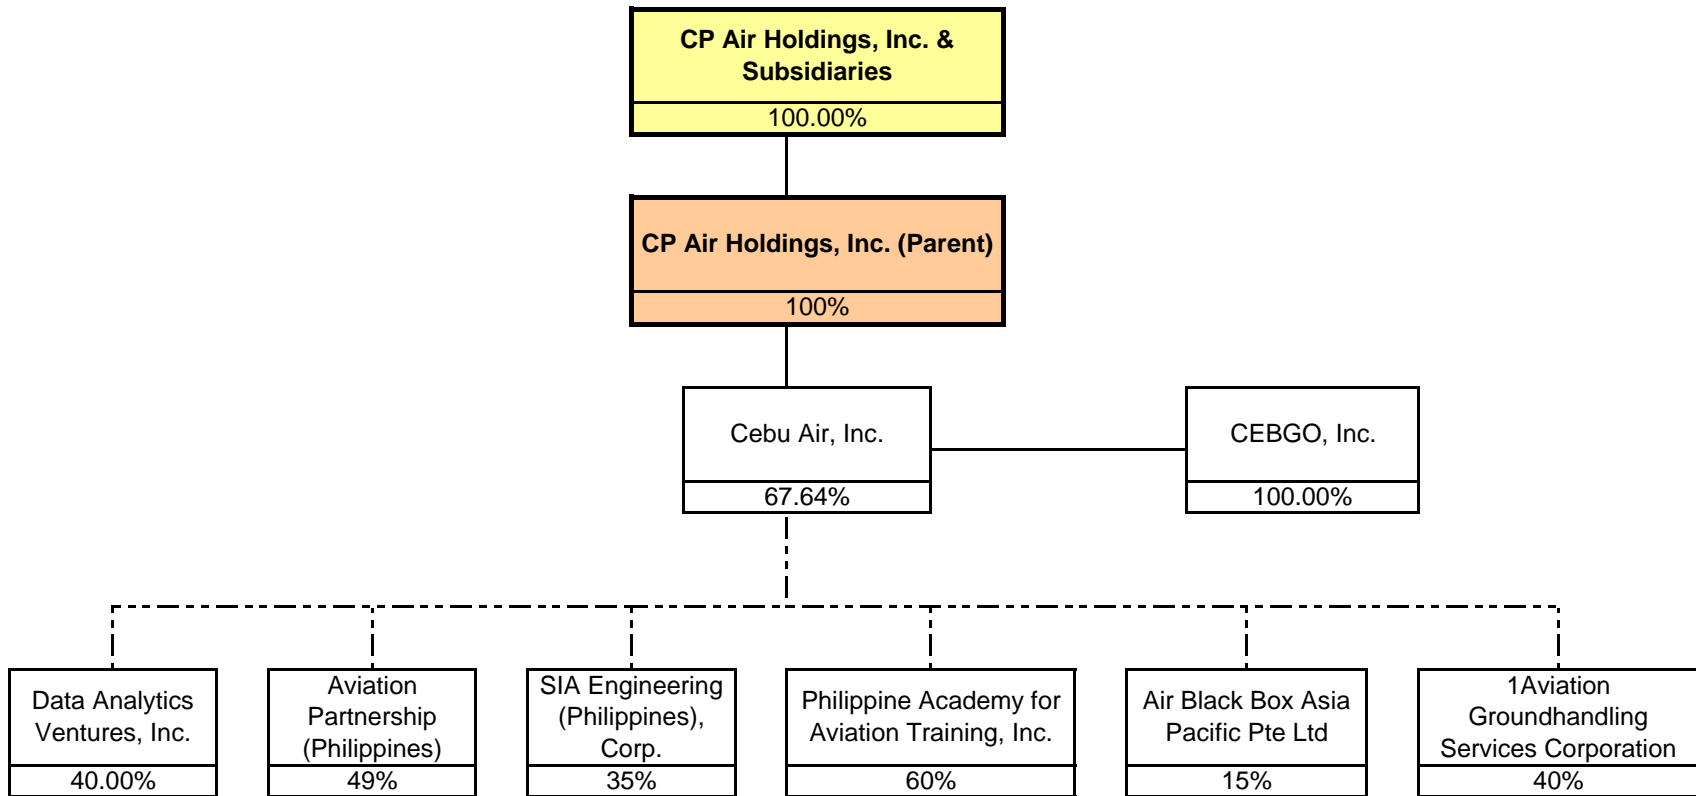 CP Air Holdings, Inc. &
Subsidiaries
100.00%
CP Air Holdings, Inc. (Parent)
100%
Cebu Air, Inc.
67.64%
CEBGO, Inc.
100.00%
Data Analytics
Ventures, Inc.
40.00%
Aviation
Partnership
(Philippines)
49%
SIA Engineering
(Philippines),
Corp.
35%
Philippine Academy for
Aviation Training, Inc.
60%
Air Black Box Asia
Pacific Pte Ltd
15%
1Aviation
Groundhandling
Services Corporation
40%